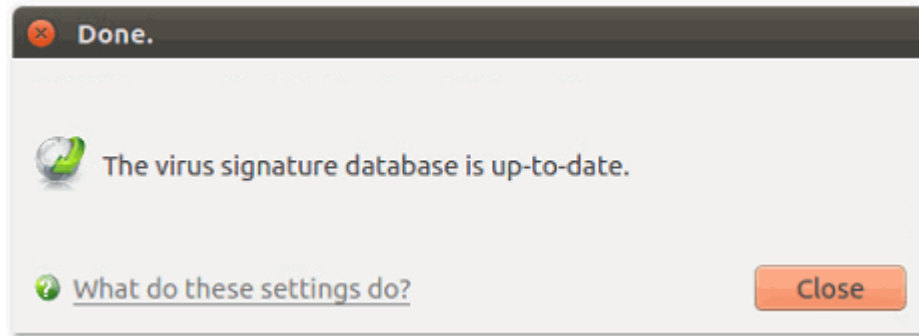 Done.
The virus signature database is up-to-date.
What do these settings do?
Close